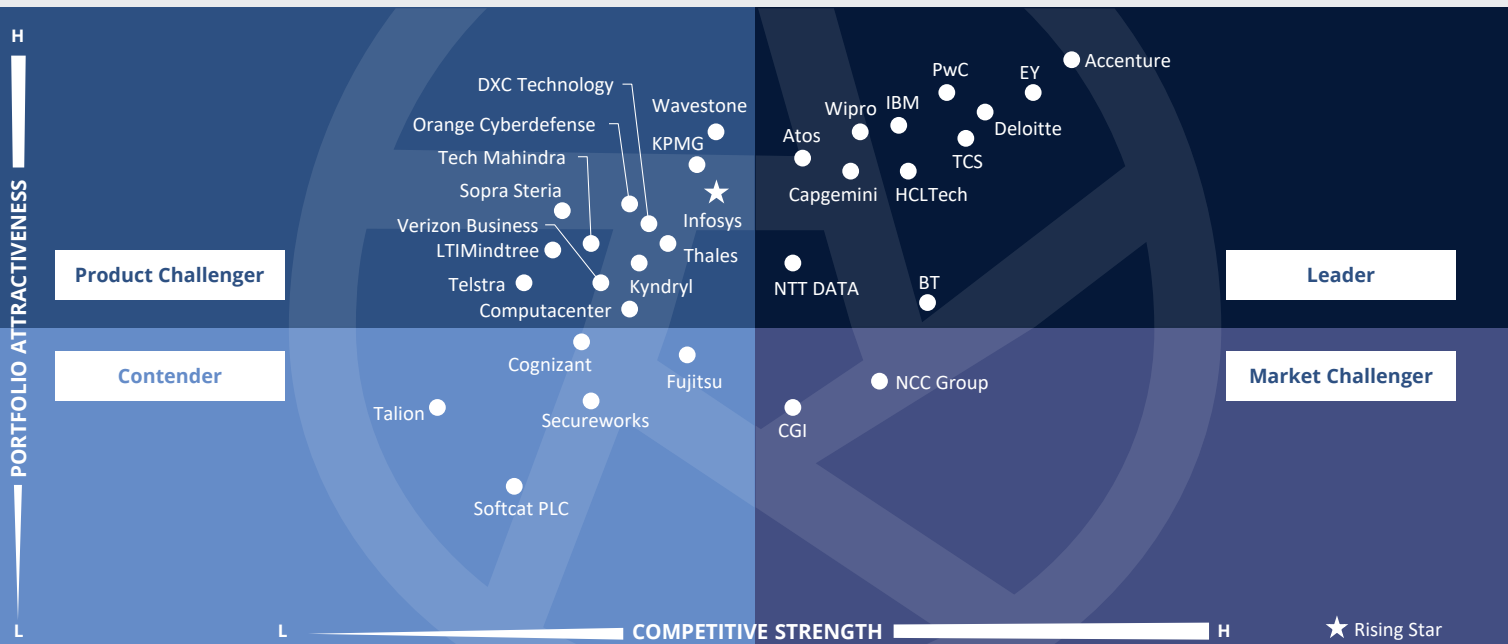 H
Accenture
PwC
EY
DXC Technology
Wavestone
Wipro
IBM
Orange Cyberdefense
Deloitte
Atos
KPMG
Tech Mahindra
TCS
Sopra Steria
Capgemini
HCLTech
Infosys
Verizon Business
LTIMindtree
Thales
Product Challenger
Leader
Telstra
Kyndryl
NTT DATA
BT
Computacenter
PORTFOLIO ATTRACTIVENESS
Cognizant
Contender
Fujitsu
NCC Group
Market Challenger
Talion
Secureworks
CGI
Softcat PLC
L
L
COMPETITIVE STRENGTH
H
Rising Star